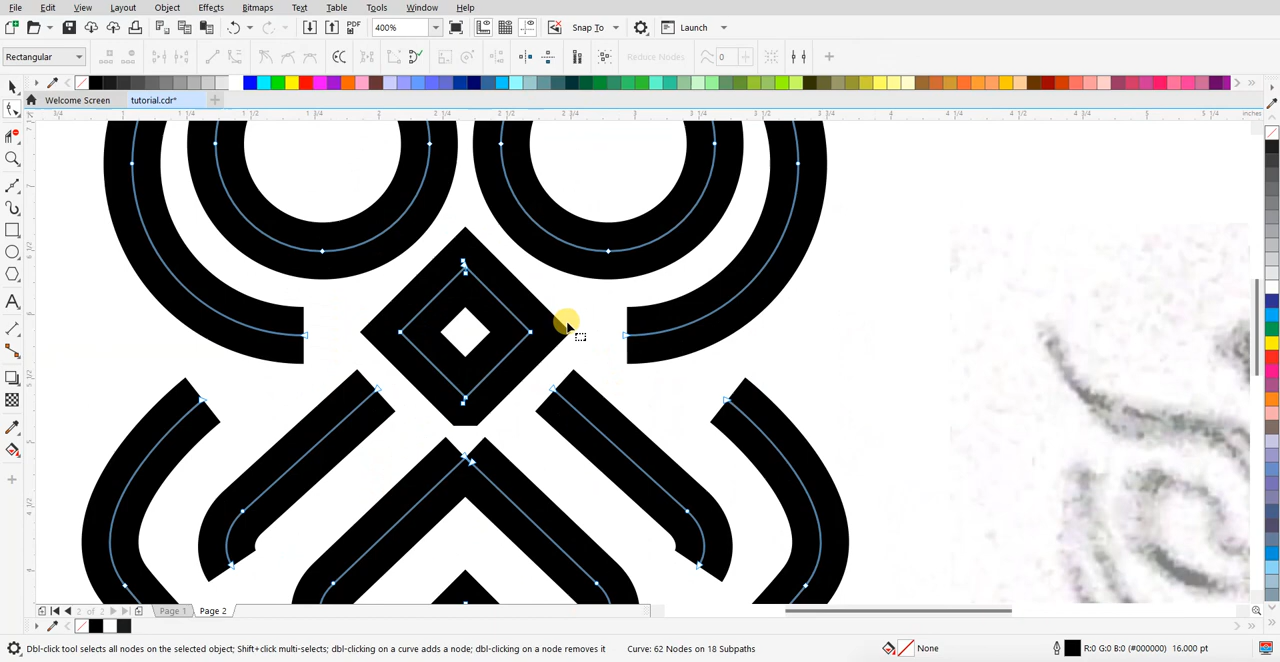 File Edit View Layout Object Effects Bitmaps Text Table Tools Window Help
PDF 400% Snap To Launch
Rectangular Reduce Nodes 0
Welcome Screen tutorial.cdr*
inches
2 of 2 Page 1 Page 2
Dbl-click tool selects all nodes on the selected object; Shift+click multi-selects; dbl-clicking on a curve adds a node; dbl-clicking on a node removes it Curve: 62 Nodes on 18 Subpaths None R:0 G:0 B:0 (#000000) 16.000 pt